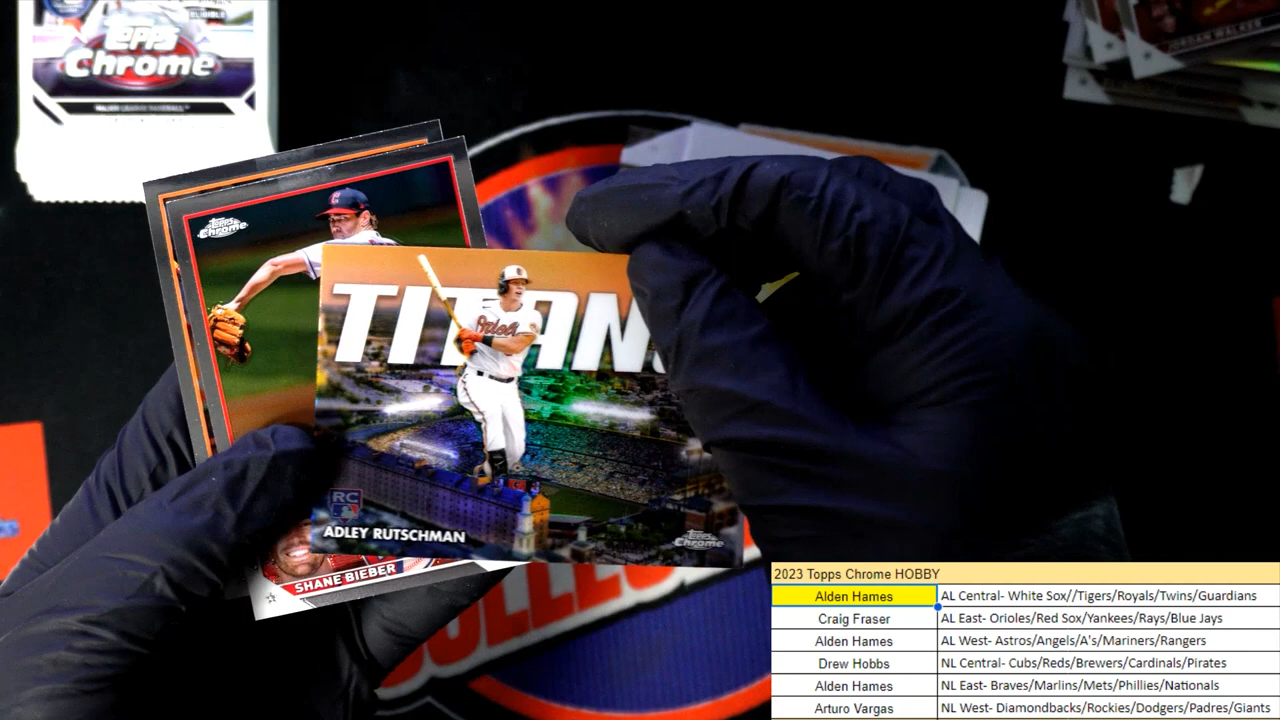 Topps
Chrome
JORDAN WALKER
Topps
Chrome
TITANS
RC
ADLEY RUTSCHMAN
Topps
Chrome
SHANE BIEBER
2023 Topps Chrome HOBBY
Alden Hames AL Central- White Sox//Tigers/Royals/Twins/Guardians
Craig Fraser AL East- Orioles/Red Sox/Yankees/Rays/Blue Jays
Alden Hames AL West- Astros/Angels/A's/Mariners/Rangers
Drew Hobbs NL Central- Cubs/Reds/Brewers/Cardinals/Pirates
Alden Hames NL East- Braves/Marlins/Mets/Phillies/Nationals
Arturo Vargas NL West- Diamondbacks/Rockies/Dodgers/Padres/Giants